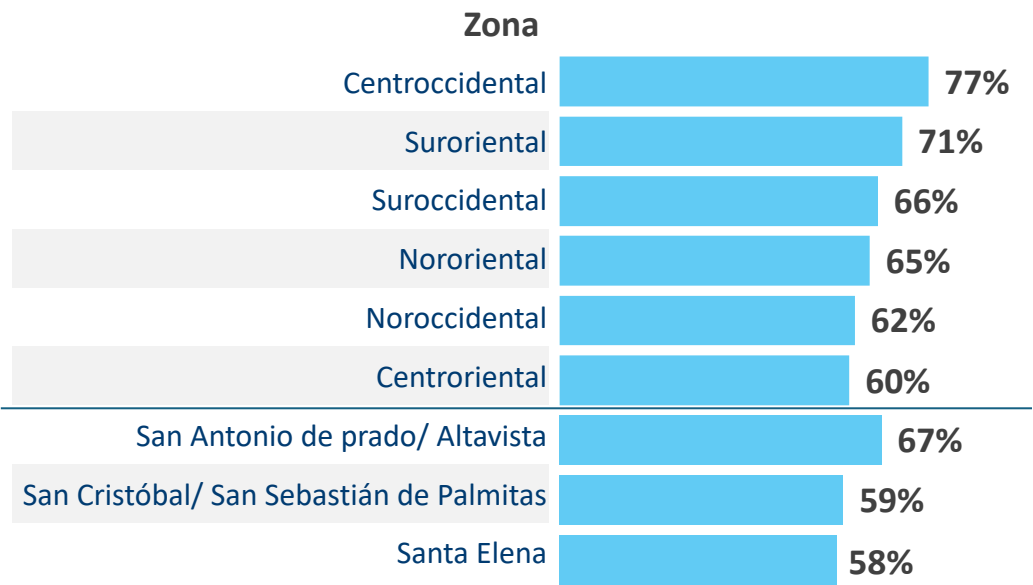 Zona
Centroccidental 77%
Suroriental 71%
Suroccidental 66%
Nororiental 65%
Noroccidental 62%
Centroriental 60%
San Antonio de prado/ Altavista 67%
San Cristóbal/ San Sebastián de Palmitas 59%
Santa Elena 58%